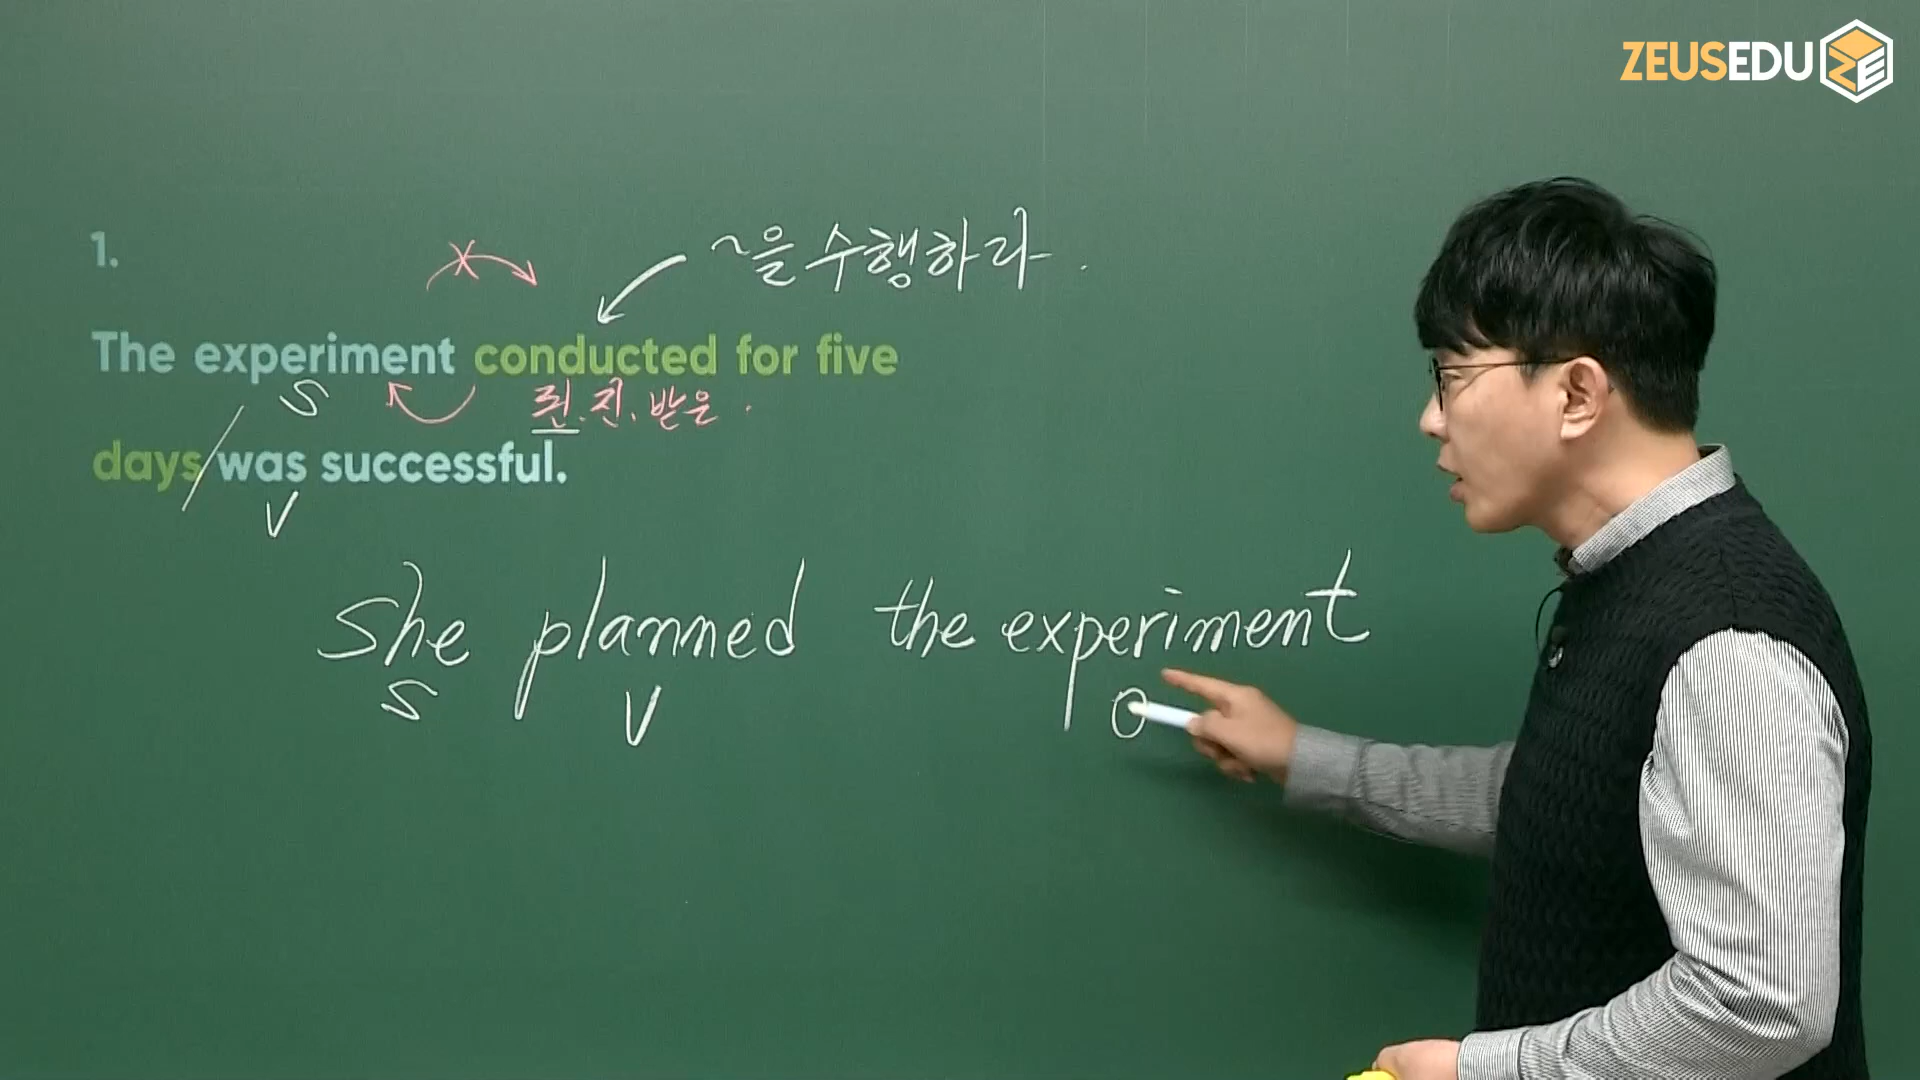 ZEUSEDU
1.
~을 수행하다.
The experiment conducted for five
S
된. 진. 받은.
days/was successful.
V
She planned the experiment
S V O